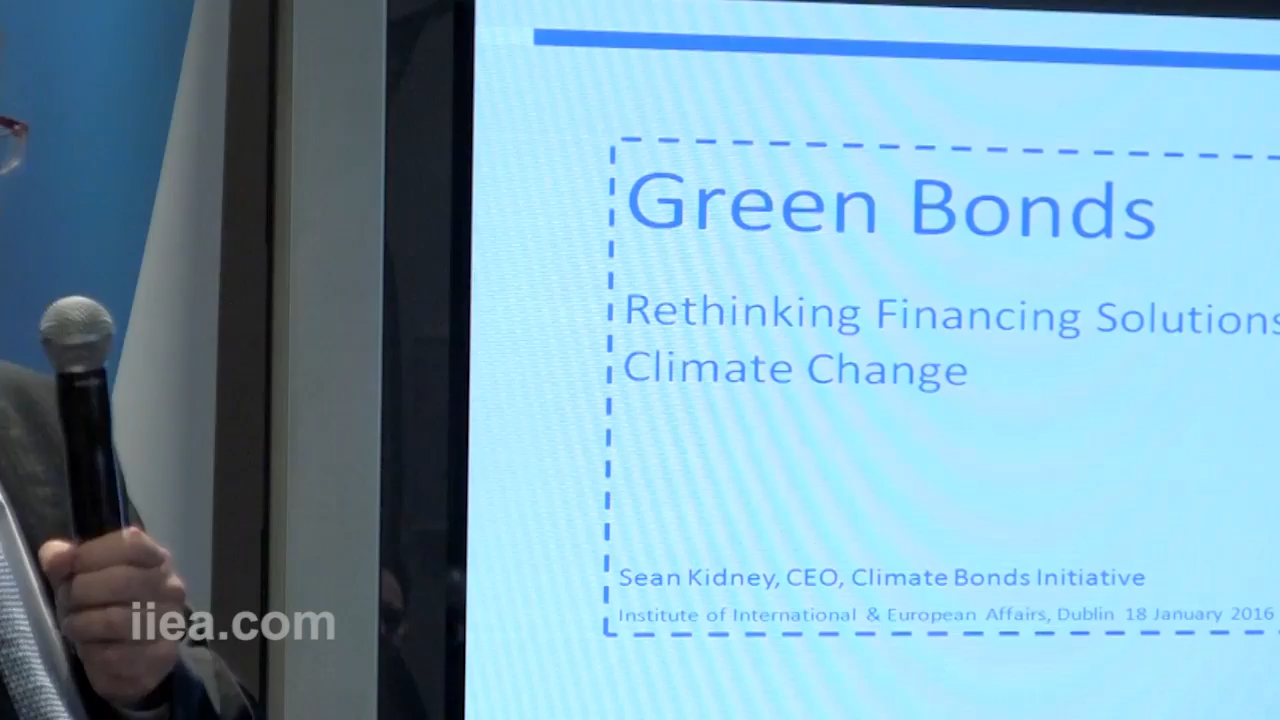 Green Bonds
Rethinking Financing Solutions
Climate Change
Sean Kidney, CEO, Climate Bonds Initiative
Institute of International & European Affairs, Dublin 18 January 2016
iiea.com